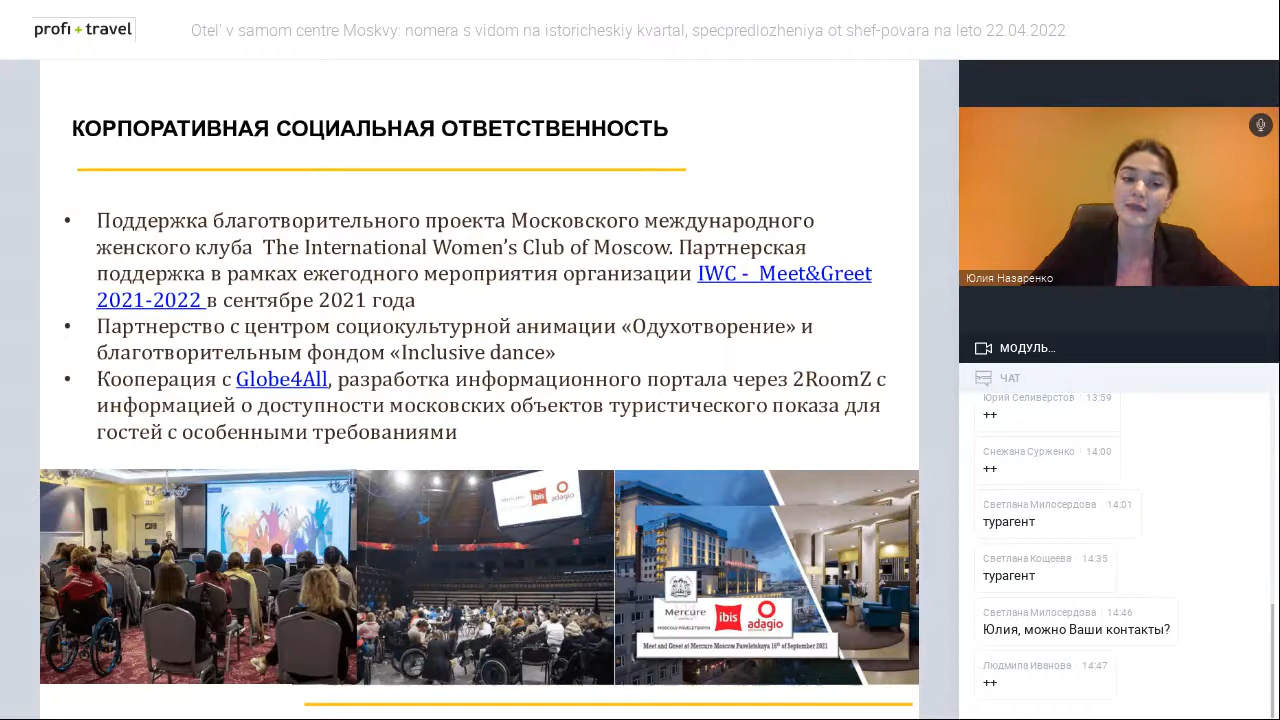 profi + travel
Otel' v samom centre Moskvy: nomera s vidom na istoricheskiy kvartal, specpredlozheniya ot shef-povara na leto 22.04.2022
КОРПОРАТИВНАЯ СОЦИАЛЬНАЯ ОТВЕТСТВЕННОСТЬ
• Поддержка благотворительного проекта Московского международного
женского клуба The International Women’s Club of Moscow. Партнерская
поддержка в рамках ежегодного мероприятия организации IWC - Meet&Greet
2021-2022 в сентябре 2021 года
• Партнерство с центром социокультурной анимации «Одухотворение» и
благотворительным фондом «Inclusive dance»
• Кооперация с Globe4All, разработка информационного портала через 2RoomZ с
информацией о доступности московских объектов туристического показа для
гостей с особенными требованиями
ibis
adagio
Mercure
HOTELS
MOSCOW PAVELETSKAYA
ibis
adagio
Meet and Greet at Mercure Moscow Paveletskaya 16th of September 2021
Юлия Назаренко
МОДУЛЬ...
ЧАТ
Юрий Селивёрстов · 13:59
++
Снежана Сурженко · 14:00
++
Светлана Милосердова · 14:01
турагент
Светлана Кощеева · 14:35
турагент
Светлана Милосердова · 14:46
Юлия, можно Ваши контакты?
Людмила Иванова · 14:47
++